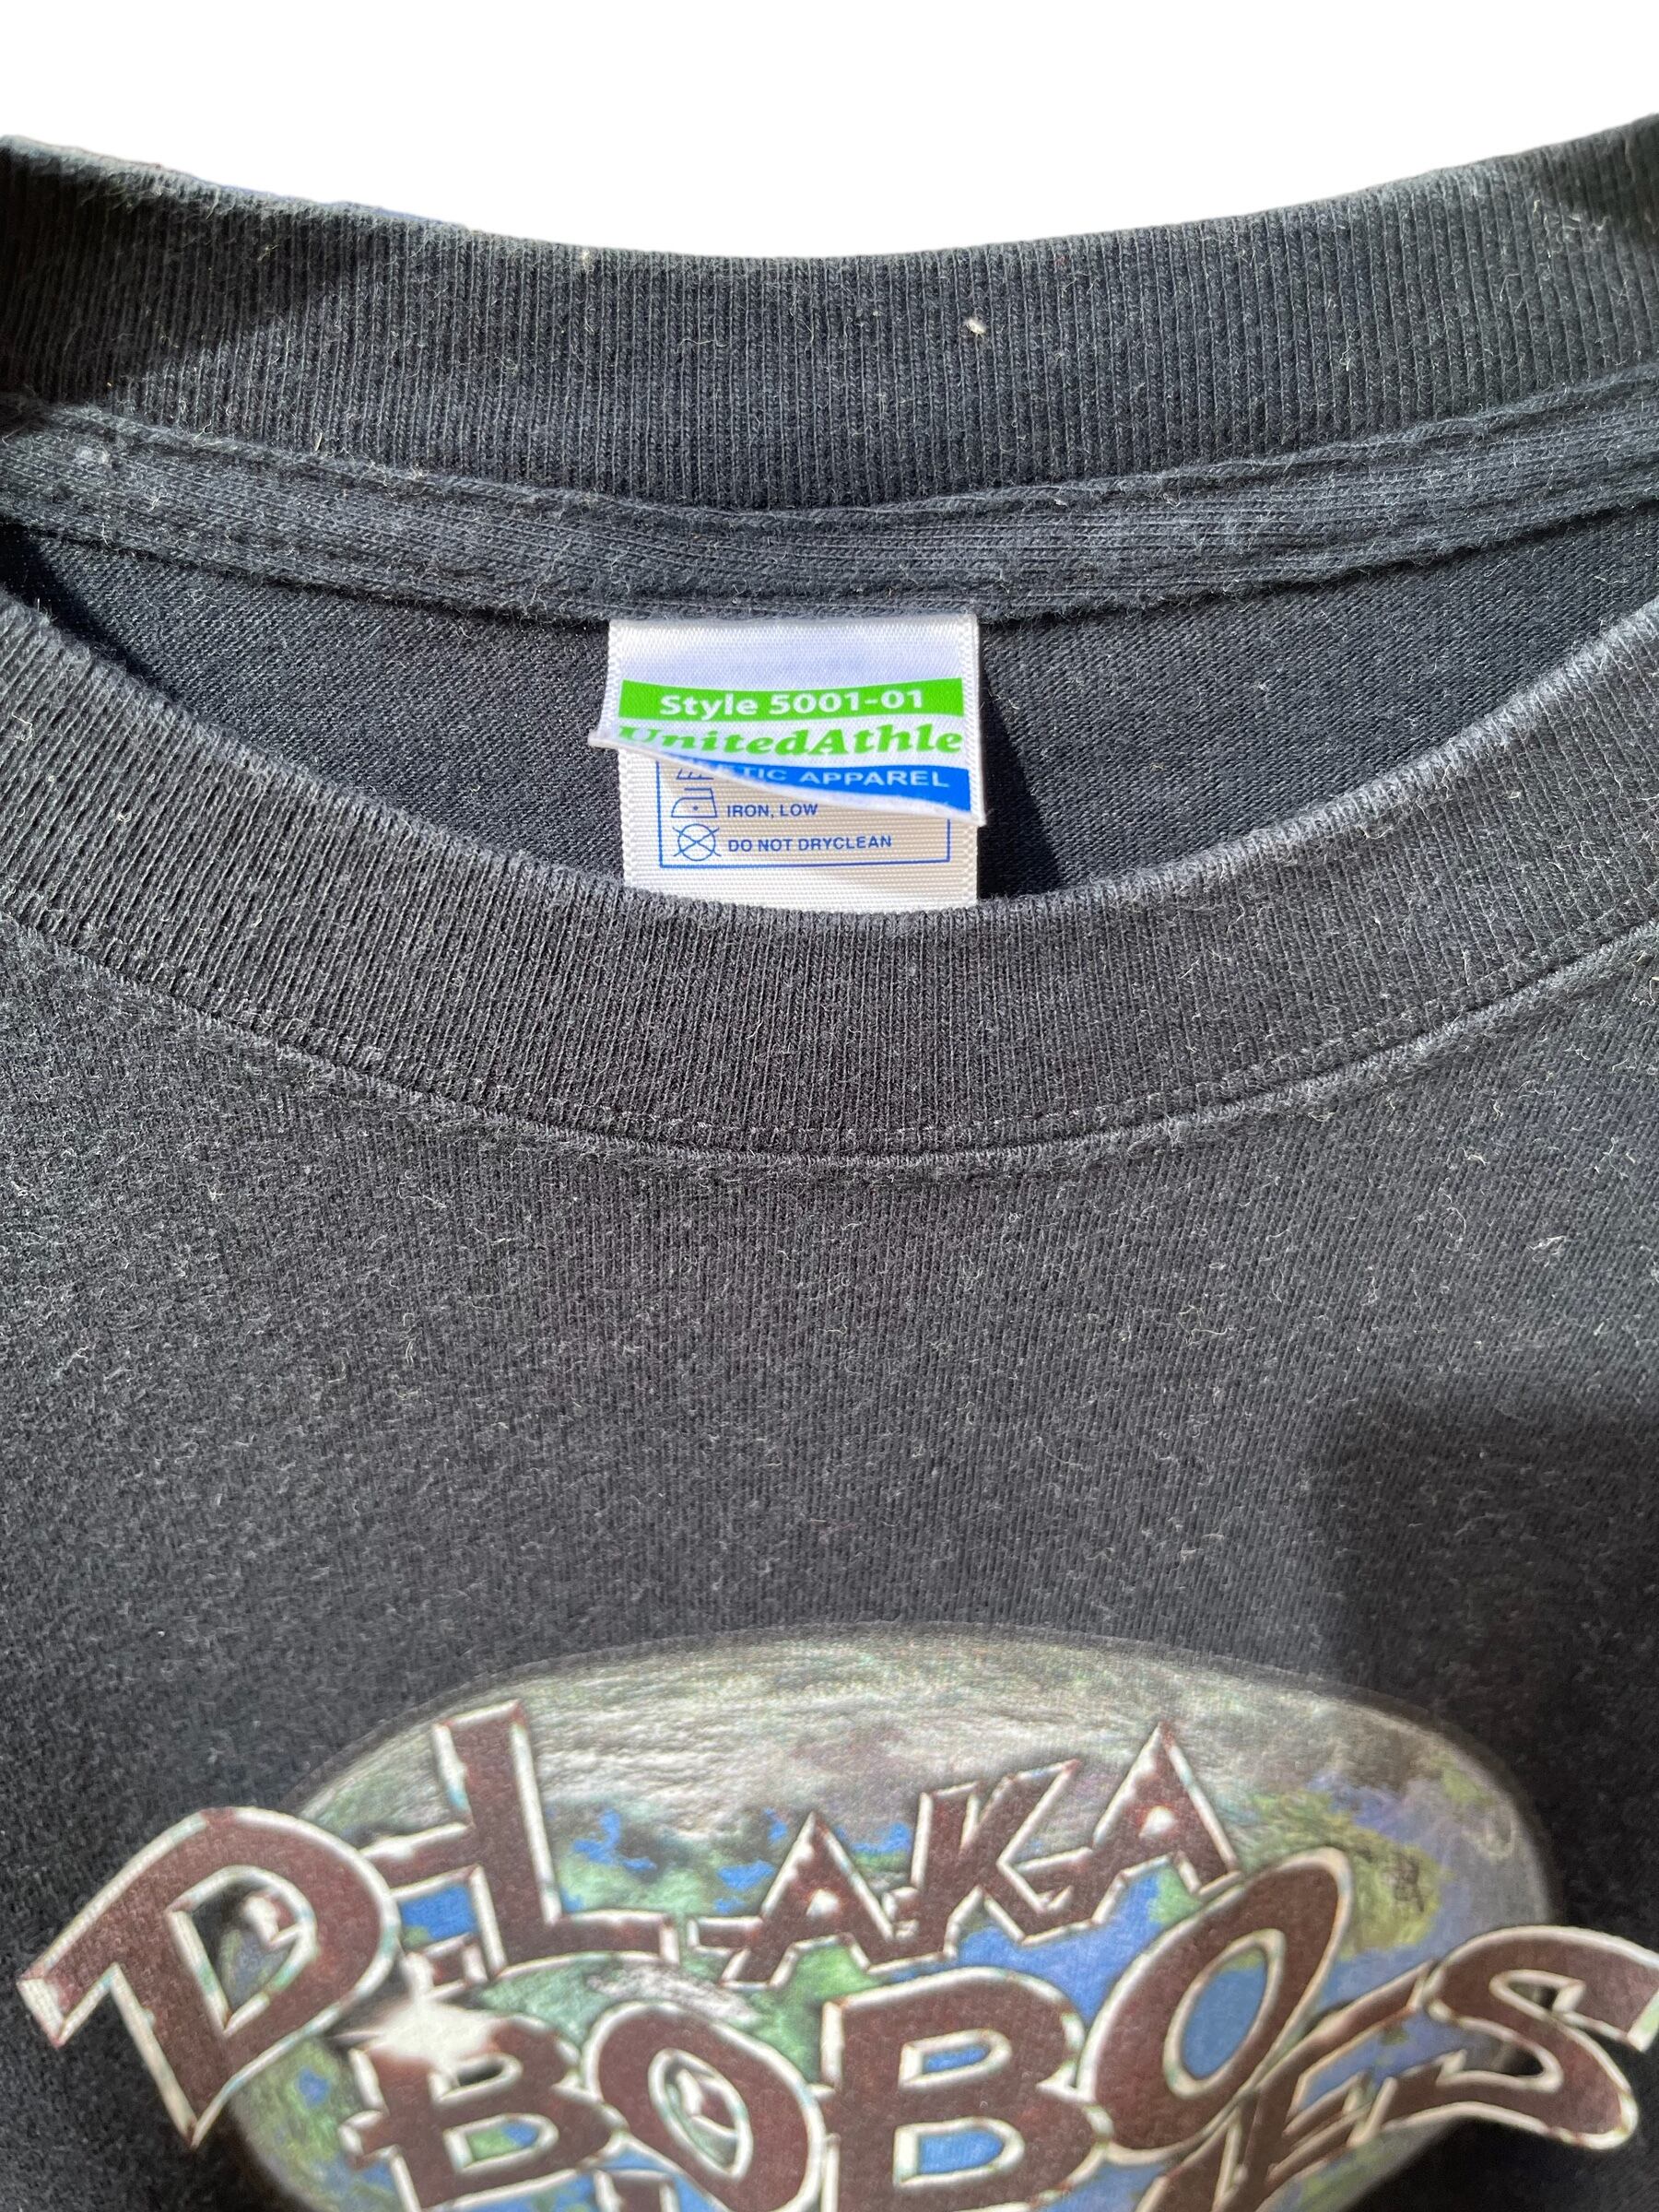 Style 5001-01
UnitedAthle
TIC APPAREL
IRON, LOW
DO NOT DRYCLEAN
D.L
A.K.A
BOBO